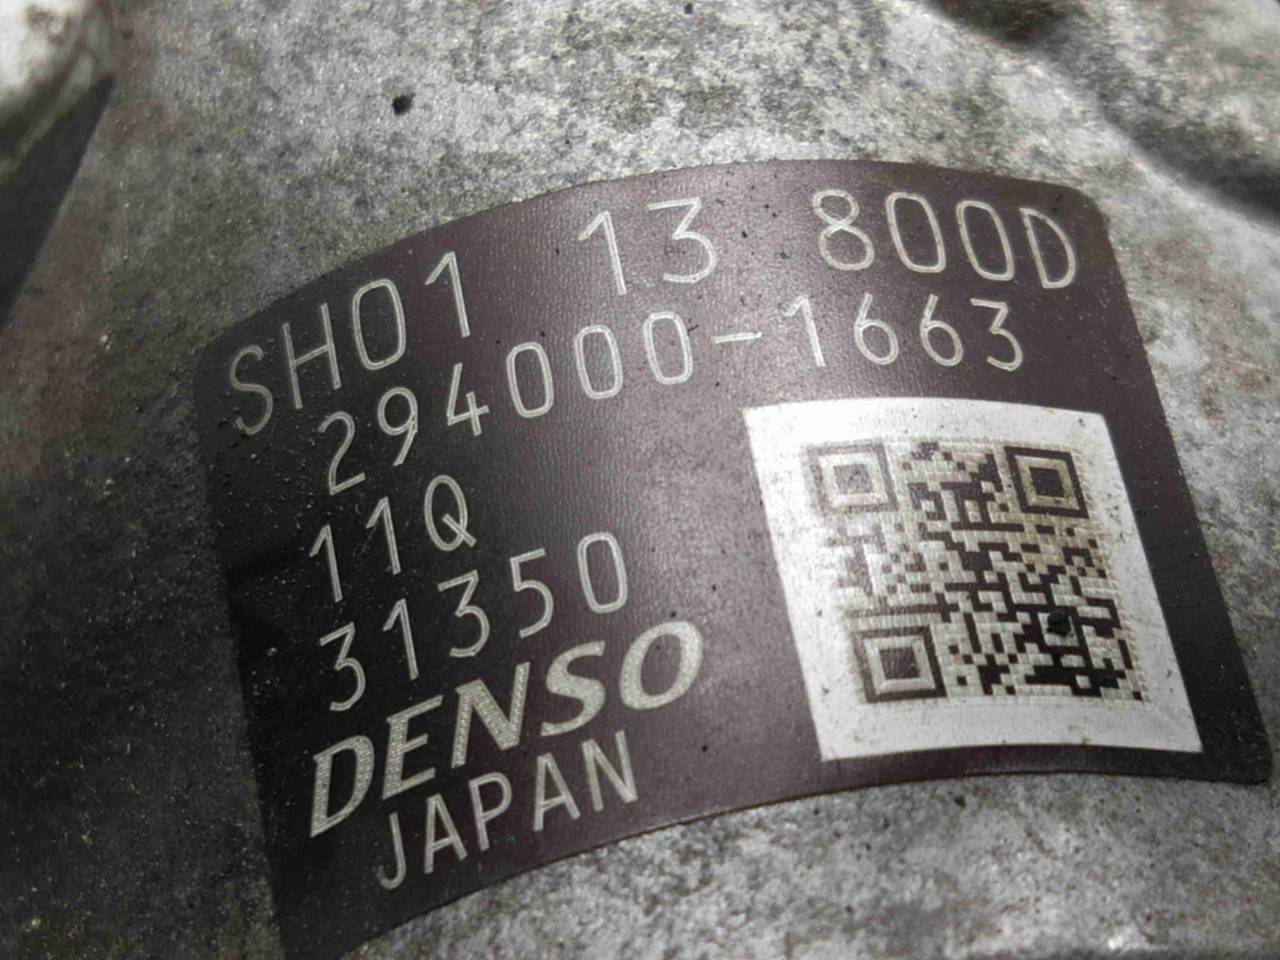 SH01 13 800D
294000-1663
11Q
31350
DENSO
JAPAN